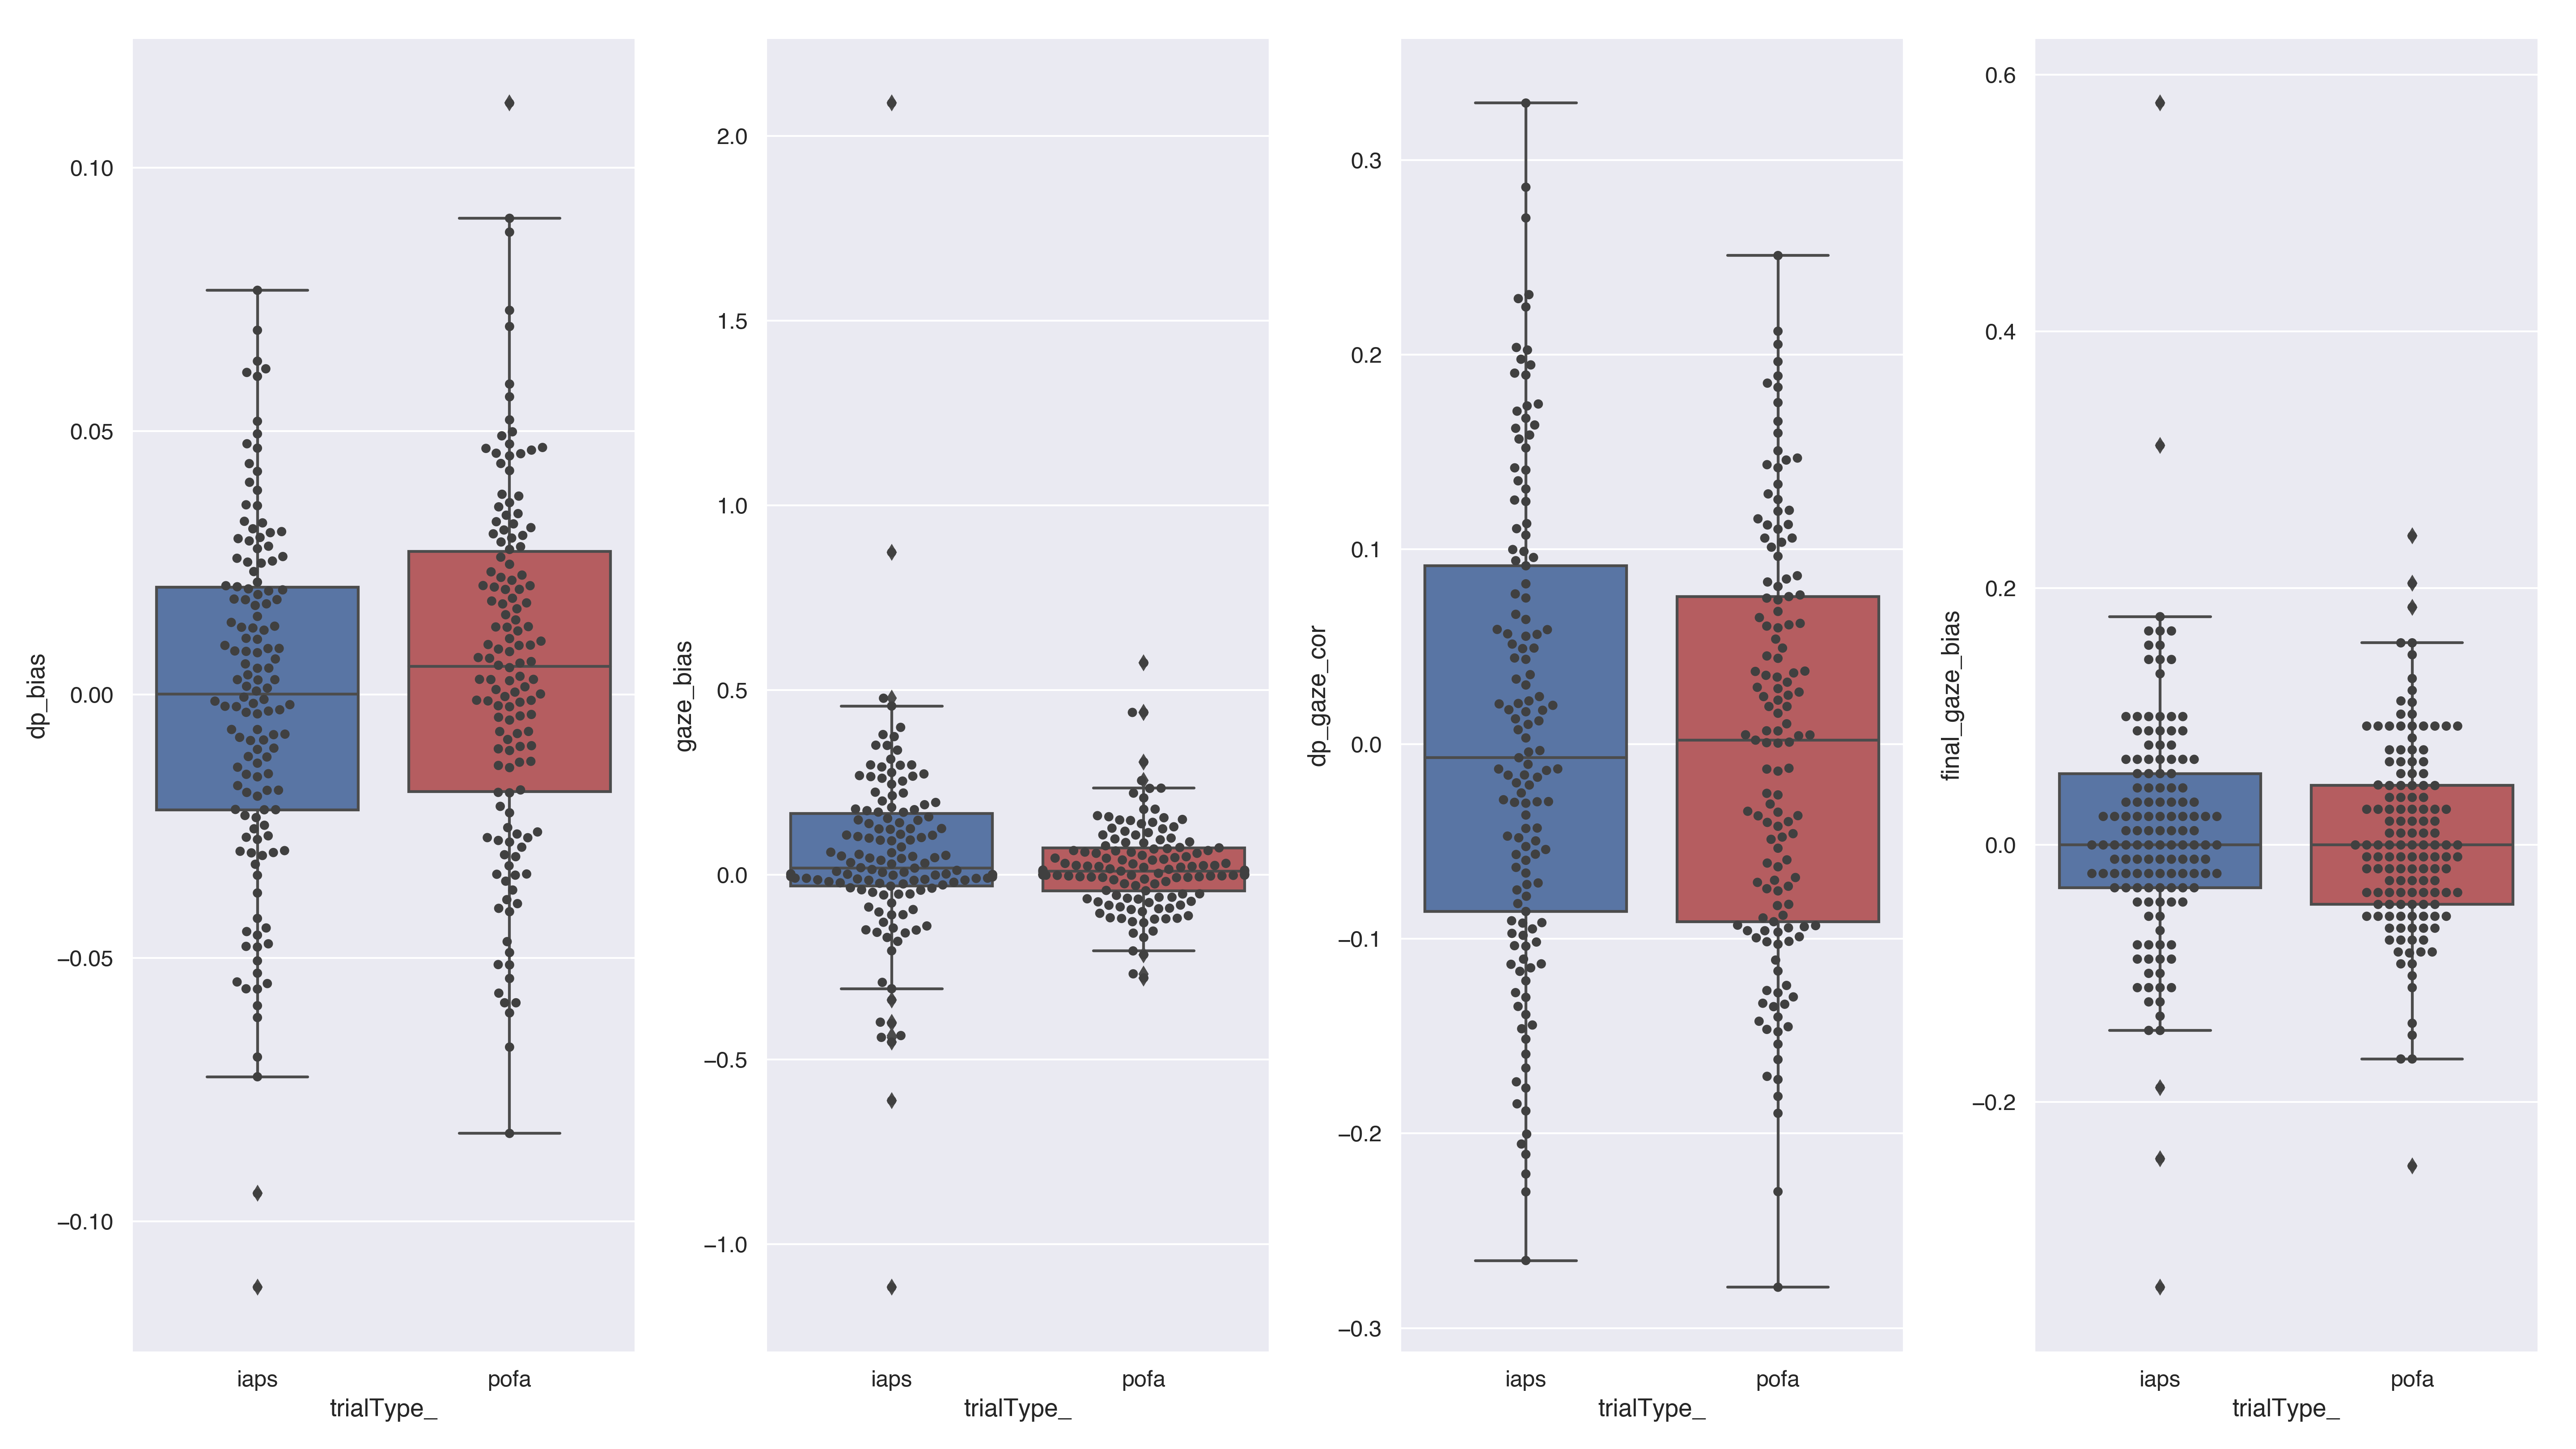 dp_bias
0.10
0.05
0.00
−0.05
−0.10
iaps
pofa
trialType_
gaze_bias
2.0
1.5
1.0
0.5
0.0
−0.5
−1.0
iaps
pofa
trialType_
dp_gaze_cor
0.3
0.2
0.1
0.0
−0.1
−0.2
−0.3
iaps
pofa
trialType_
final_gaze_bias
0.6
0.4
0.2
0.0
−0.2
iaps
pofa
trialType_